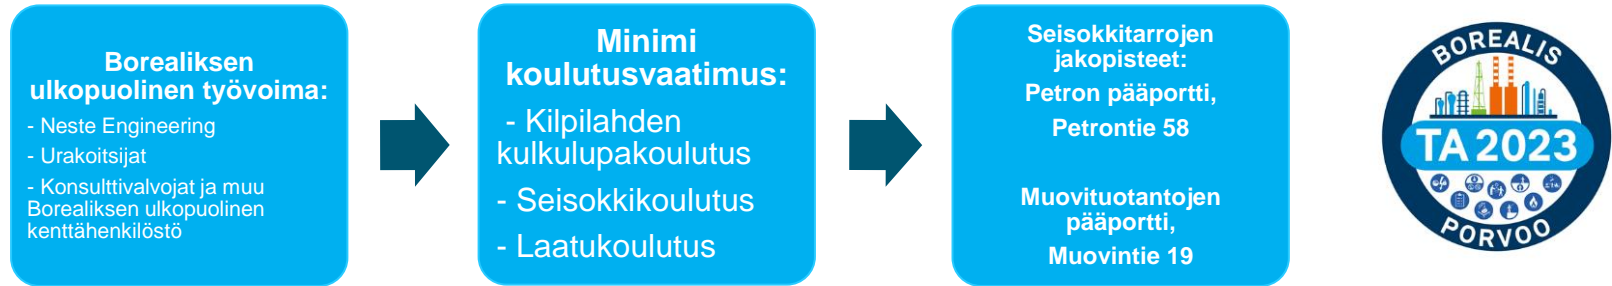 Borealiksen
ulkopuolinen työvoima:
- Neste Engineering
- Urakoitsijat
- Konsulttivalvojat ja muu
Borealiksen ulkopuolinen
kenttähenkilöstö
Minimi
koulutusvaatimus:
- Kilpilahden
kulkulupakoulutus
- Seisokkikoulutus
- Laatukoulutus
Seisokkitarrojen
jakopisteet:
Petron pääportti,
Petrontie 58
Muovituotantojen
pääportti,
Muovintie 19
BOREALIS
TA 2023
PORVOO